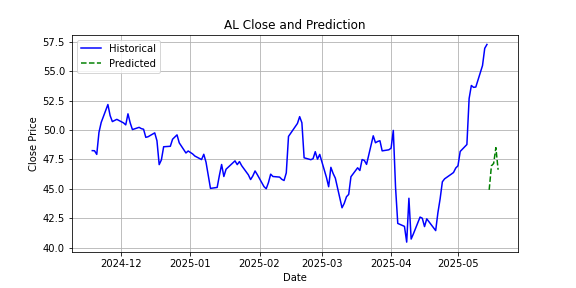 AL Close and Prediction
Historical
Predicted
Close Price
57.5
55.0
52.5
50.0
47.5
45.0
42.5
40.0
2024-12
2025-01
2025-02
2025-03
2025-04
2025-05
Date